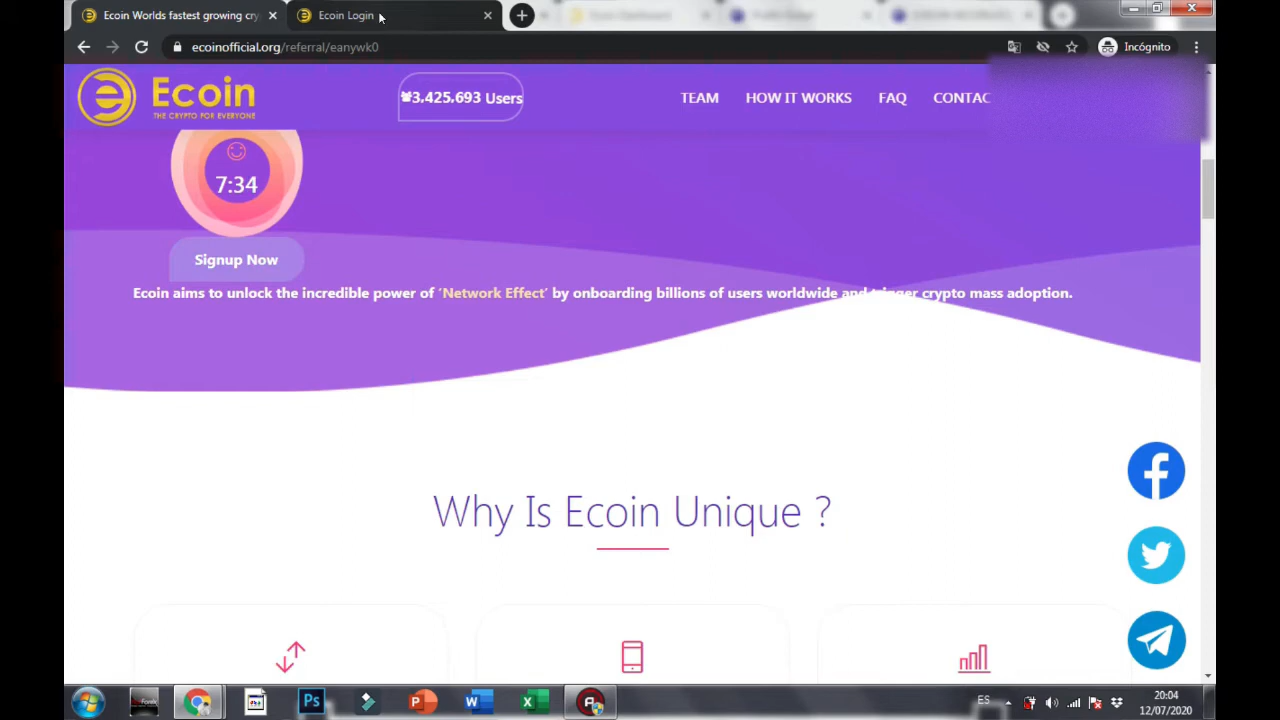 Ecoin Worlds fastest growing cry
Ecoin Login
ecoinofficial.org/referral/eanywk0
Incógnito
Ecoin
THE CRYPTO FOR EVERYONE
3.425.693 Users
TEAM
HOW IT WORKS
FAQ
CONTAC
7:34
Signup Now
Ecoin aims to unlock the incredible power of ‘Network Effect’ by onboarding billions of users worldwide and trigger crypto mass adoption.
Why Is Ecoin Unique ?
ES
20:04
12/07/2020